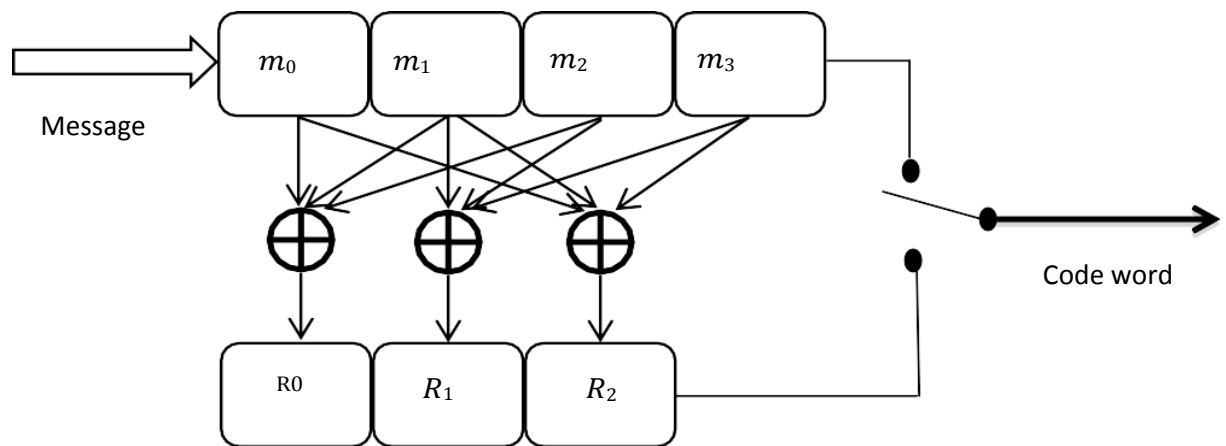 m₀ m₁ m₂ m₃
Message
Code word
R0 R₁ R₂